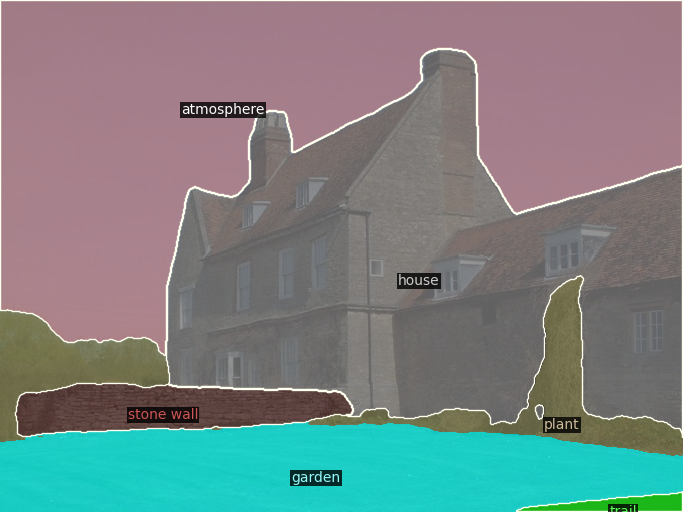 atmosphere
house
stone wall
plant
garden
trail